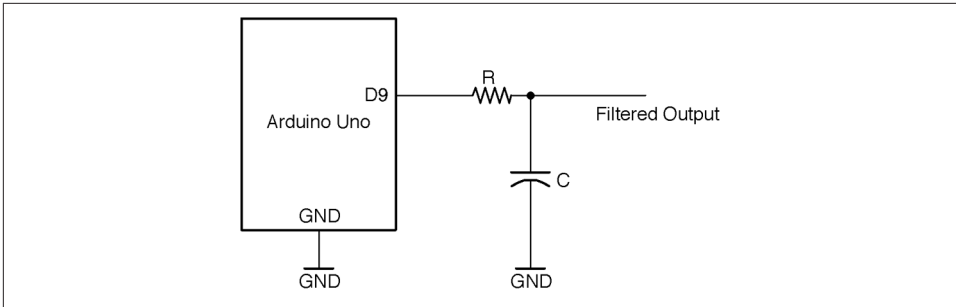 R
D9
Arduino Uno
Filtered Output
C
GND
GND
GND